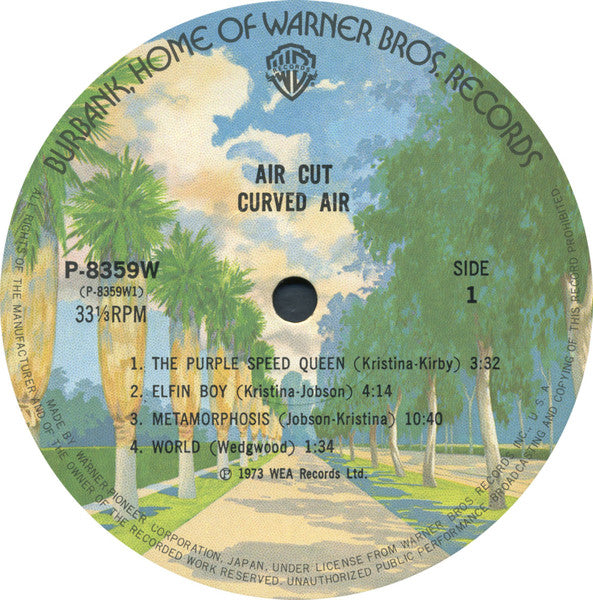 BURBANK, HOME OF WARNER BROS. RECORDS
RECORDS
AIR CUT
CURVED AIR
P-8359W
(P-8359W1)
33⅓RPM
SIDE
1
1. THE PURPLE SPEED QUEEN (Kristina-Kirby) 3:32
2. ELFIN BOY (Kristina-Jobson) 4:14
3. METAMORPHOSIS (Jobson-Kristina) 10:40
4. WORLD (Wedgwood) 1:34
℗ 1973 WEA Records Ltd.
MADE BY WARNER-PIONEER CORPORATION, JAPAN, UNDER LICENSE FROM WARNER BROS. RECORDS INC., U.S.A.
ALL RIGHTS OF THE MANUFACTURER AND OF THE OWNER OF THE RECORDED WORK RESERVED. UNAUTHORIZED PUBLIC PERFORMANCE, BROADCASTING AND COPYING OF THIS RECORD PROHIBITED